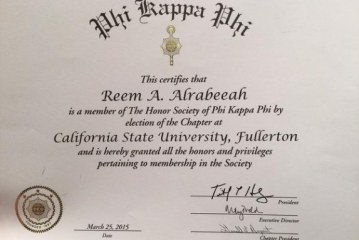 Phi Kappa Phi
This certifies that
Reem A. Alrabeeah
is a member of The Honor Society of Phi Kappa Phi by
election of the Chapter at
California State University, Fullerton
and is hereby granted all the honors and privileges
pertaining to membership in the Society
President
Executive Director
March 25, 2015
Date
Chapter President